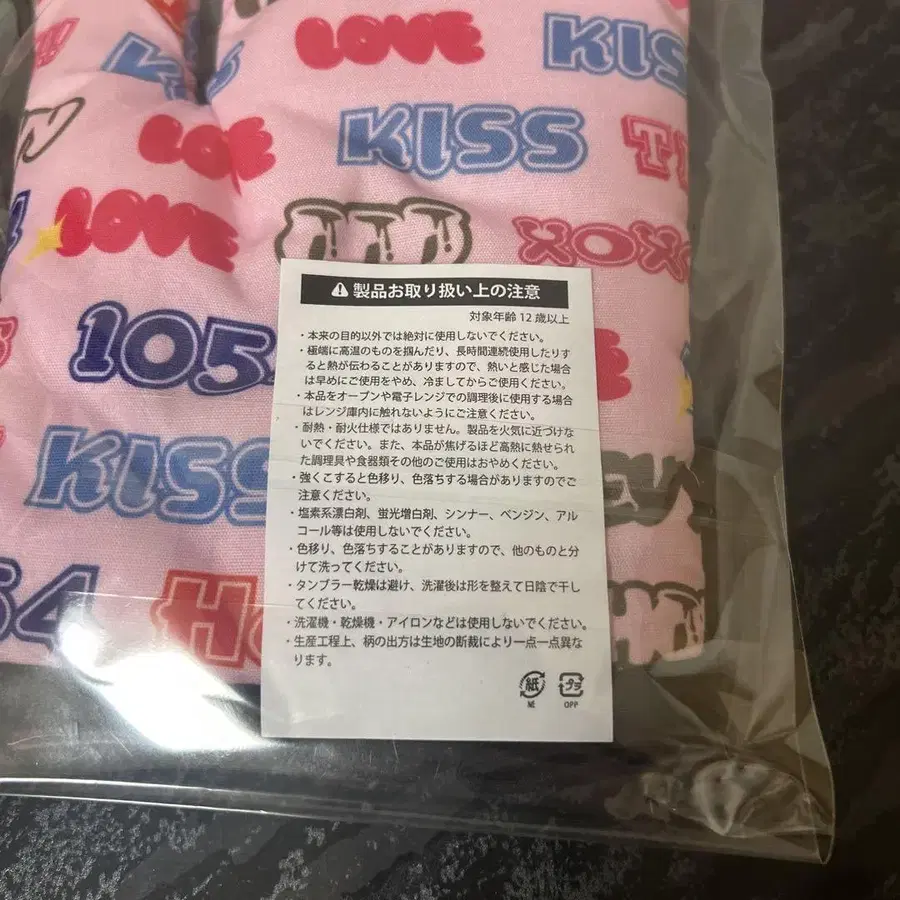 LOVE KISS
LOVE KISS
LOVE XOXO
105
KISS
54 HO
⚠ 製品お取り扱い上の注意
対象年齢 12 歳以上
・本来の目的以外では絶対に使用しないでください。
・極端に高温のものを掴んだり、長時間連続使用したりす
ると熱が伝わることがありますので、熱いと感じた場合
は早めにご使用をやめ、冷ましてからご使用ください。
・本品をオーブンや電子レンジでの調理後に使用する場合
はレンジ庫内に触れないようにご注意ください。
・耐熱・耐火仕様ではありません。製品を火気に近づけな
いでください。また、本品が焦げるほど高熱に熱せられ
た調理具や食器類その他のご使用はおやめください。
・強くこすると色移り、色落ちする場合がありますのでご
注意ください。
・塩素系漂白剤、蛍光増白剤、シンナー、ベンジン、アル
コール等は使用しないでください。
・色移り、色落ちすることがありますので、他のものと分
けて洗ってください。
・タンブラー乾燥は避け、洗濯後は形を整えて日陰で干し
てください。
・洗濯機・乾燥機・アイロンなどは使用しないでください。
・生産工程上、柄の出方は生地の断裁により一点一点異な
ります。
紙 プラ
紙 OPP